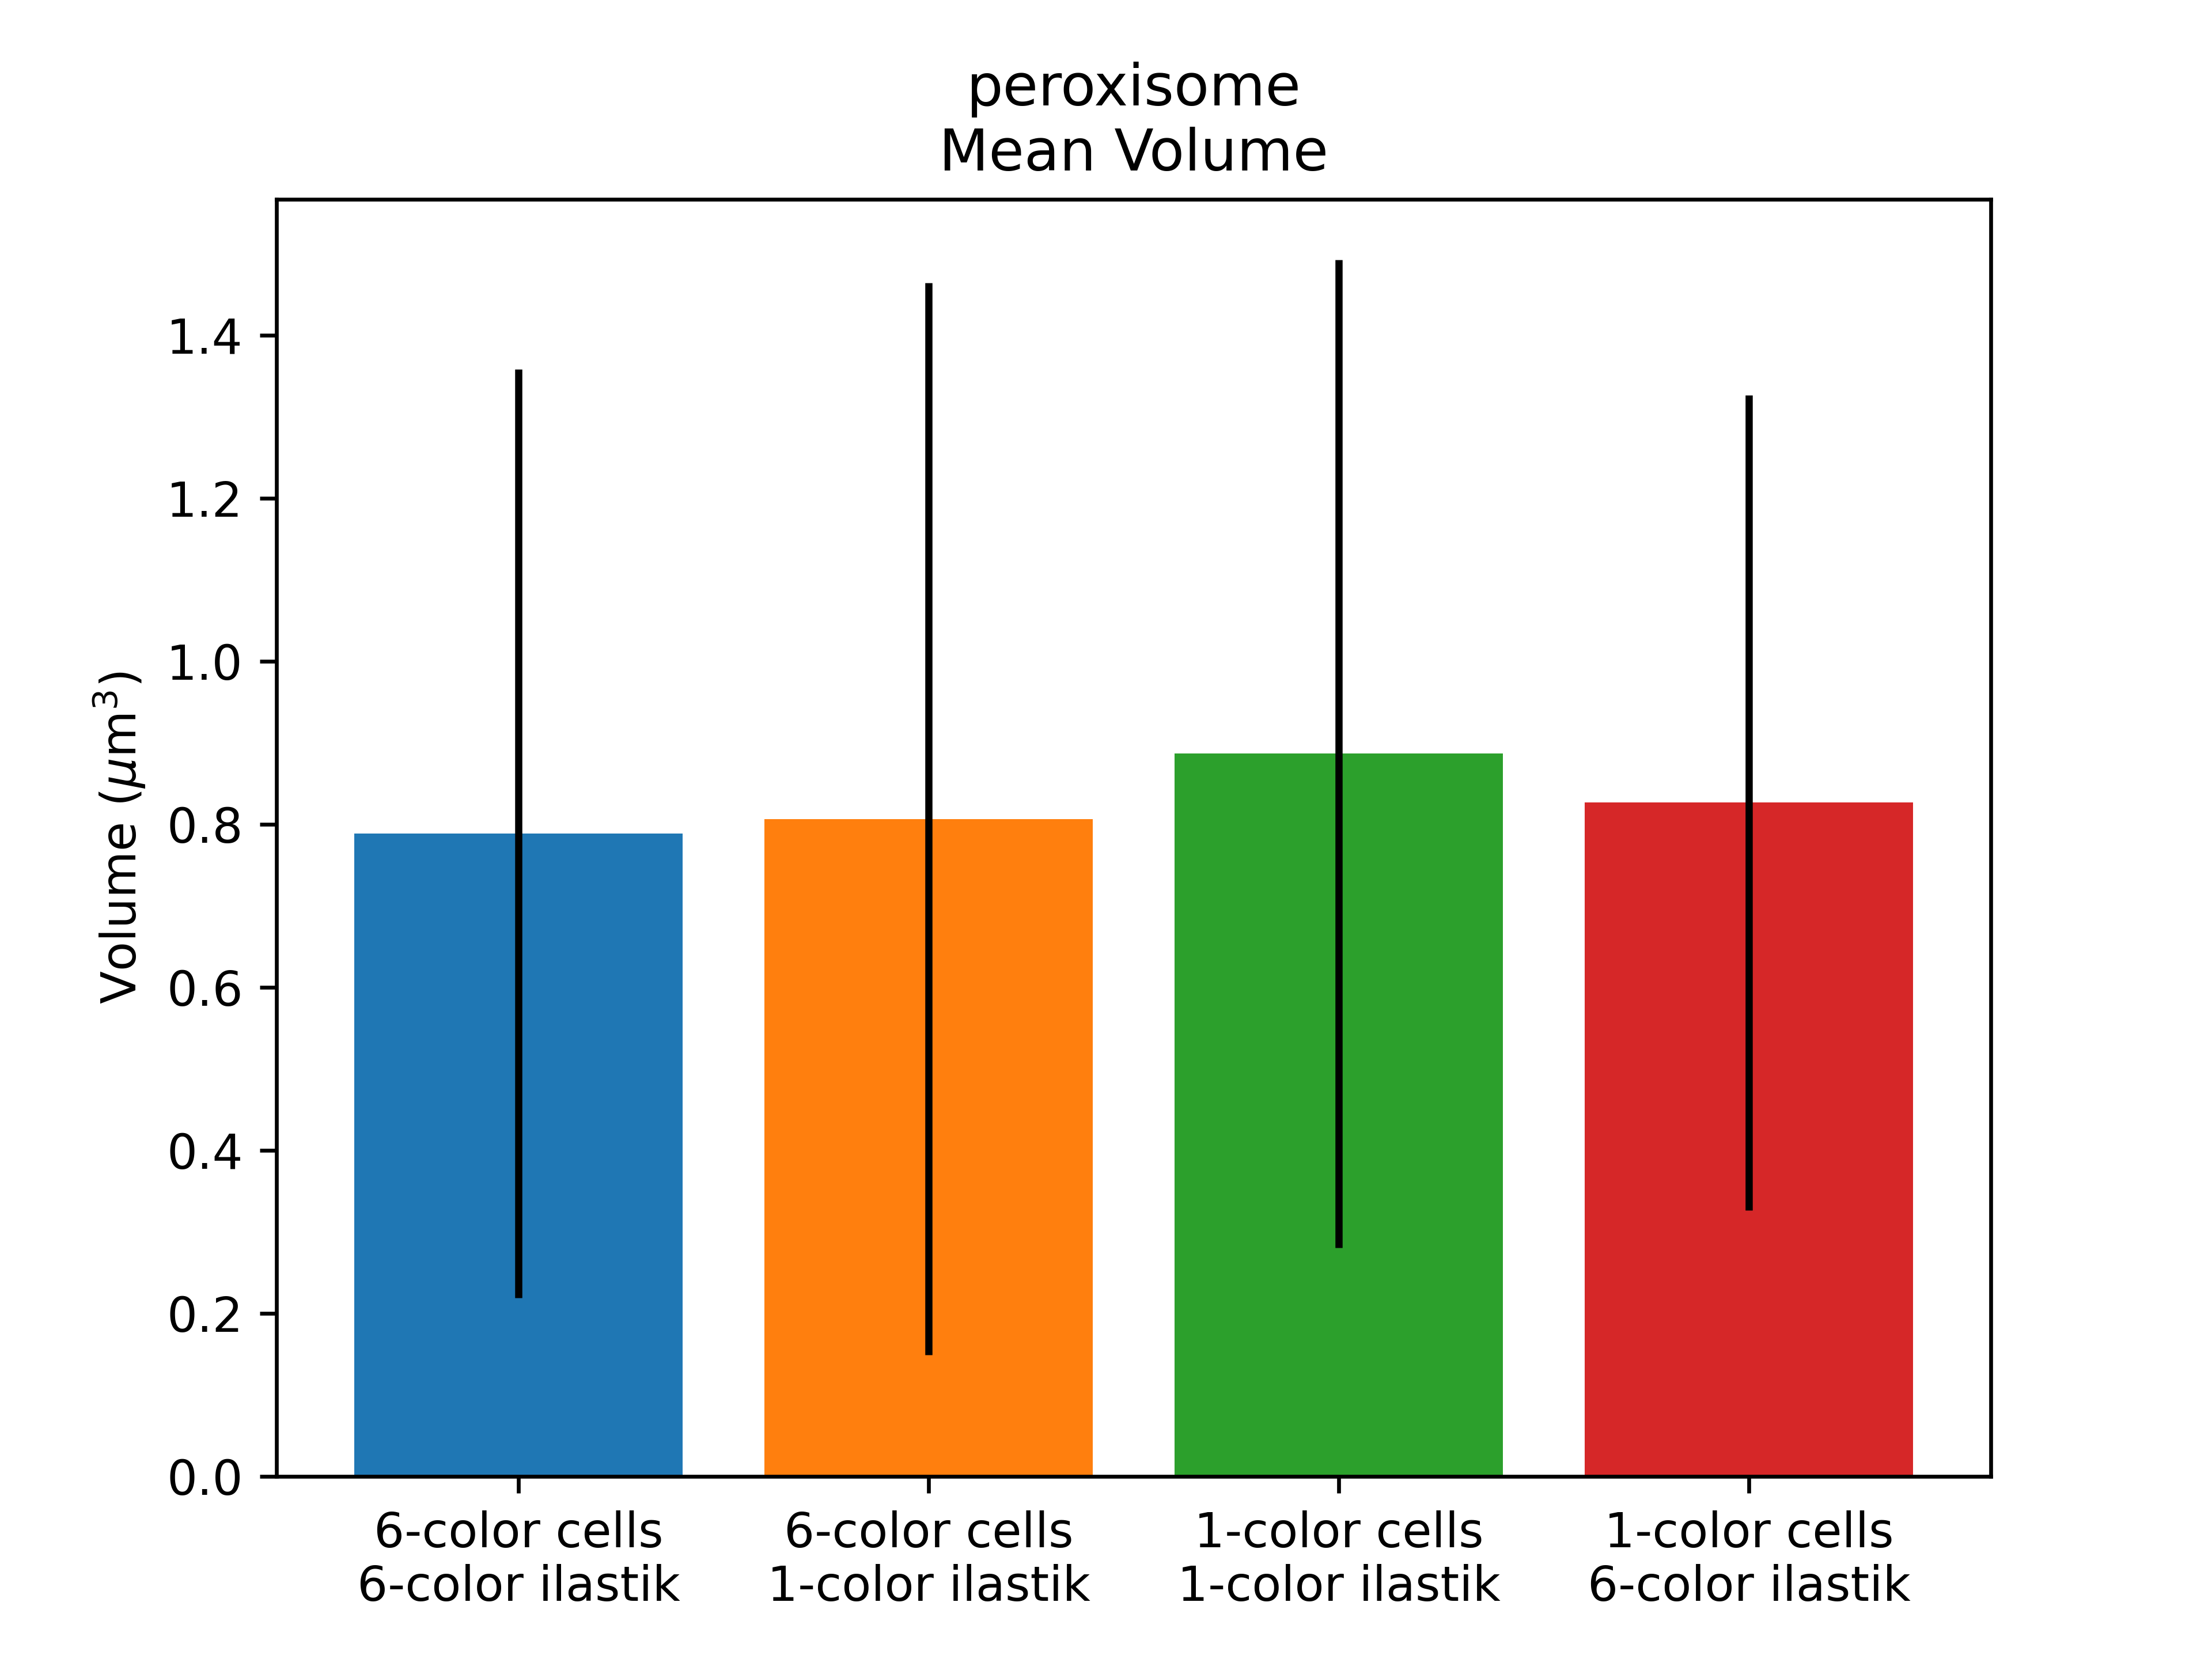 peroxisome
Mean Volume
Volume (μm³)
1.4
1.2
1.0
0.8
0.6
0.4
0.2
0.0
6-color cells
6-color ilastik
6-color cells
1-color ilastik
1-color cells
1-color ilastik
1-color cells
6-color ilastik